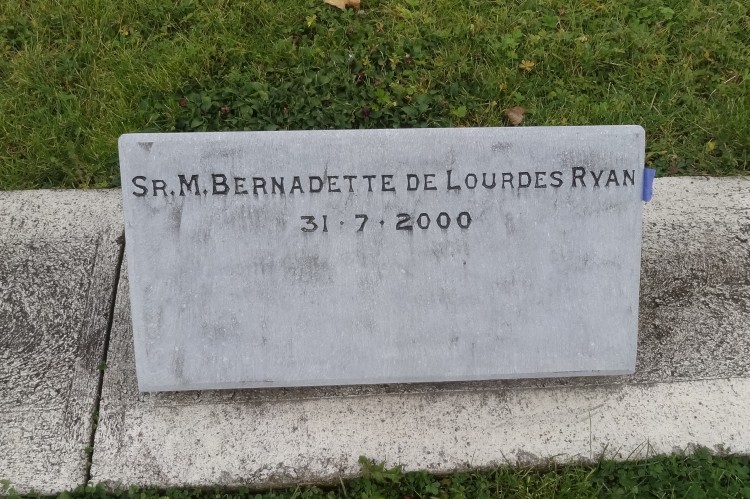 Sr. M. Bernadette de Lourdes Ryan
31 · 7 · 2000